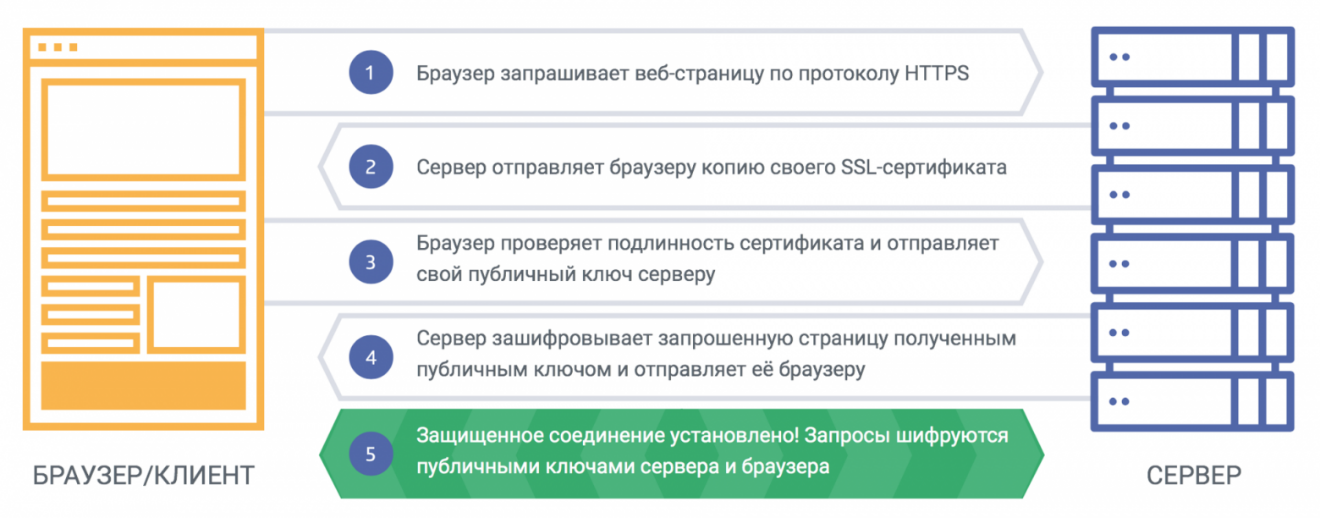 1
Браузер запрашивает веб-страницу по протоколу HTTPS
2
Сервер отправляет браузеру копию своего SSL-сертификата
3
Браузер проверяет подлинность сертификата и отправляет
свой публичный ключ серверу
4
Сервер зашифровывает запрошенную страницу полученным
публичным ключом и отправляет её браузеру
5
Защищенное соединение установлено! Запросы шифруются
публичными ключами сервера и браузера
БРАУЗЕР/КЛИЕНТ
СЕРВЕР